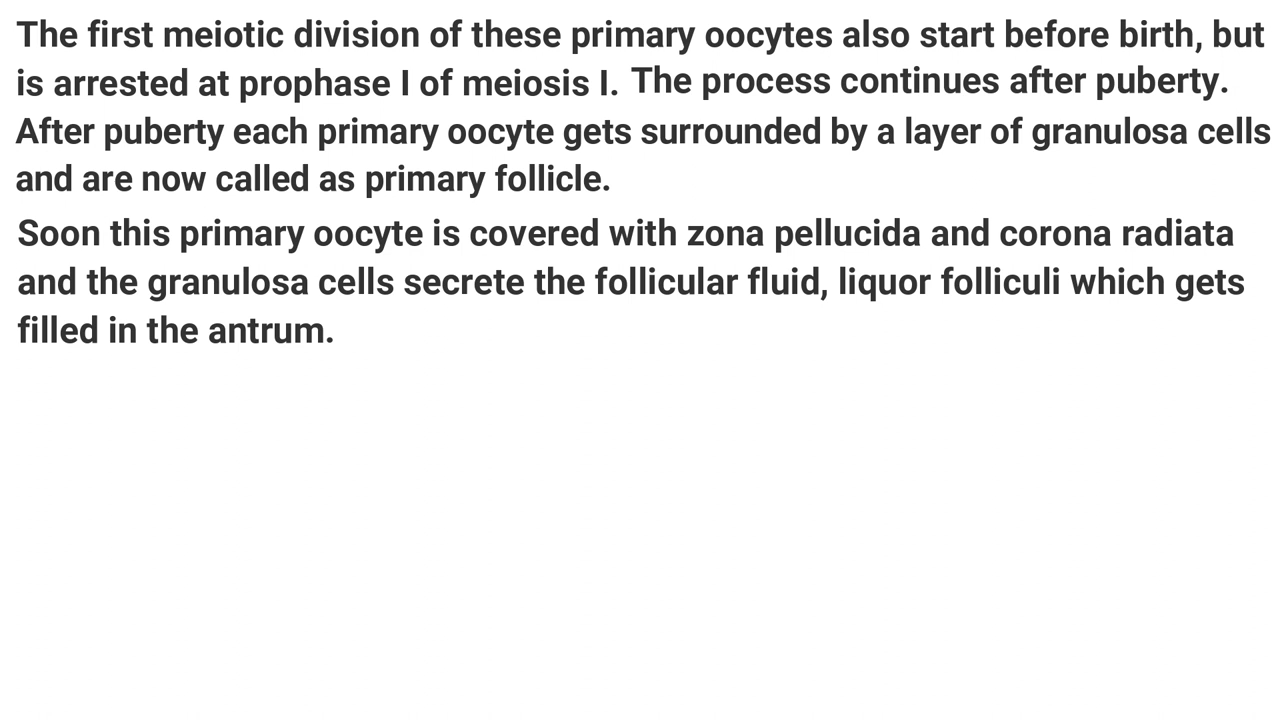 The first meiotic division of these primary oocytes also start before birth, but
is arrested at prophase I of meiosis I. The process continues after puberty.
After puberty each primary oocyte gets surrounded by a layer of granulosa cells
and are now called as primary follicle.
Soon this primary oocyte is covered with zona pellucida and corona radiata
and the granulosa cells secrete the follicular fluid, liquor folliculi which gets
filled in the antrum.